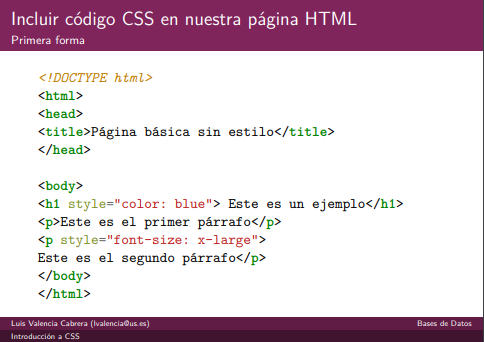 Incluir código CSS en nuestra página HTML
Primera forma
<!DOCTYPE html>
<html>
<head>
<title>Página básica sin estilo</title>
</head>
<body>
<h1 style="color: blue"> Este es un ejemplo</h1>
<p>Este es el primer párrafo</p>
<p style="font-size: x-large">
Este es el segundo párrafo</p>
</body>
</html>
Luis Valencia Cabrera (lvalencia@us.es) Bases de Datos
Introducción a CSS